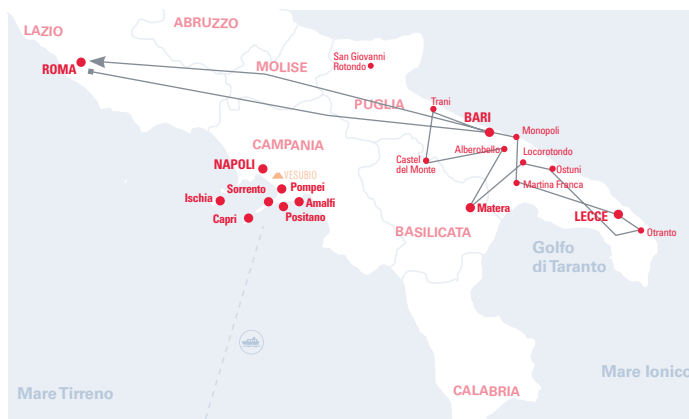 LAZIO
ABRUZZO
ROMA
MOLISE
San Giovanni
Rotondo
PUGLIA
Trani
BARI
Monopoli
Alberobello
Locorotondo
Castel
del Monte
Ostuni
Martina Franca
CAMPANIA
NAPOLI
VESUBIO
Pompei
Sorrento
Ischia
Amalfi
Capri
Positano
Matera
LECCE
Otranto
BASILICATA
Golfo
di Taranto
Mare Ionico
CALABRIA
Mare Tirreno